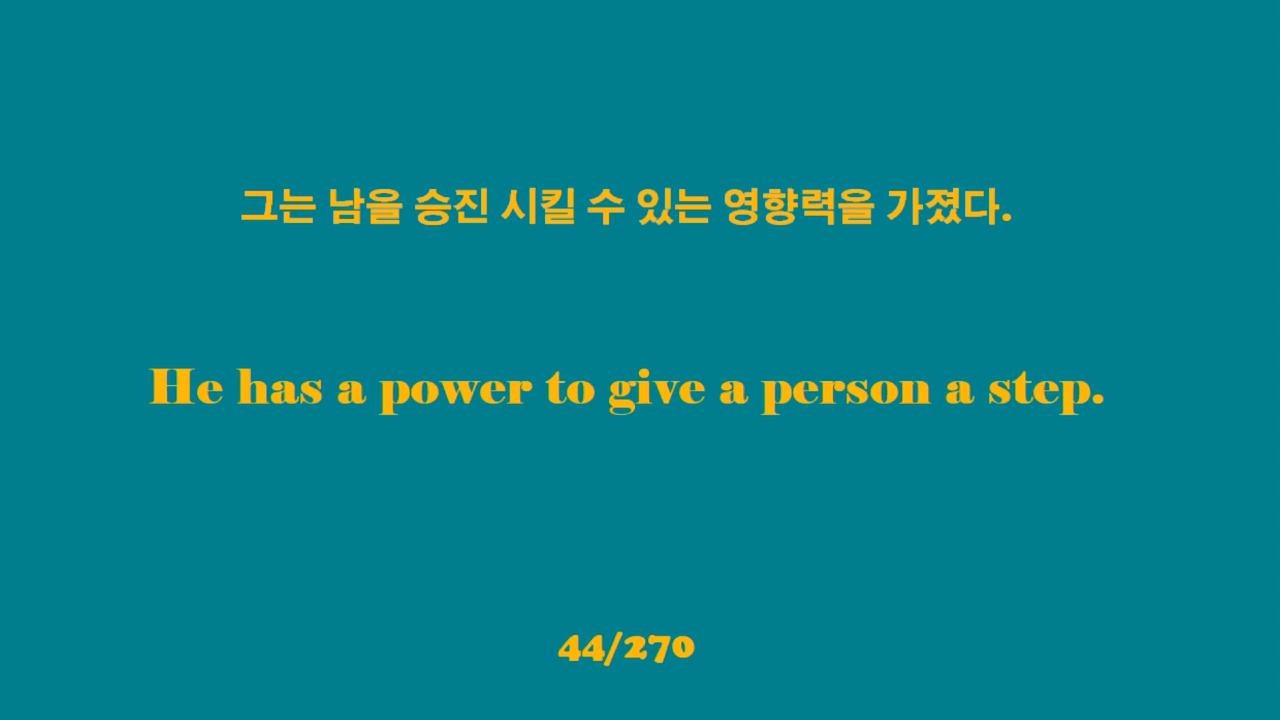 그는 남을 승진 시킬 수 있는 영향력을 가졌다.
He has a power to give a person a step.
44/270